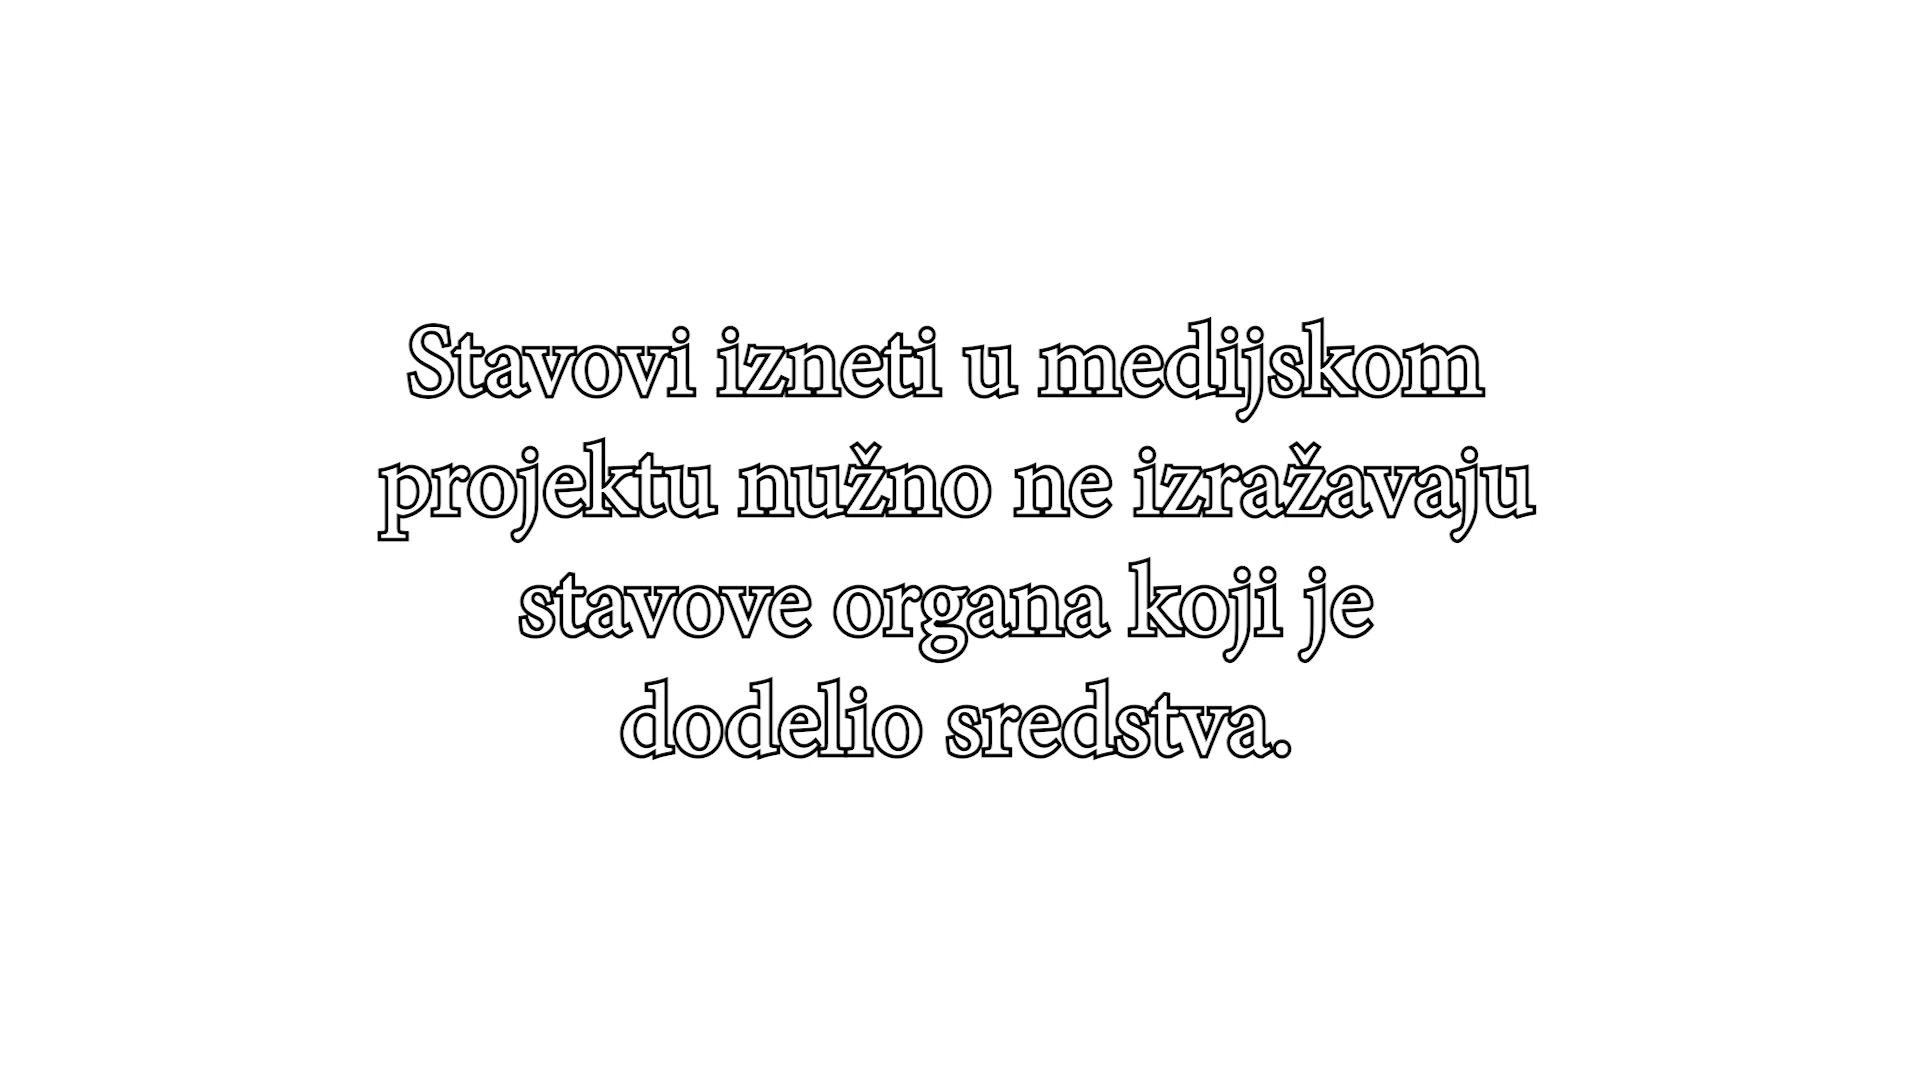 Stavovi izneti u medijskom
projektu nužno ne izražavaju
stavove organa koji je
dodelio sredstva.